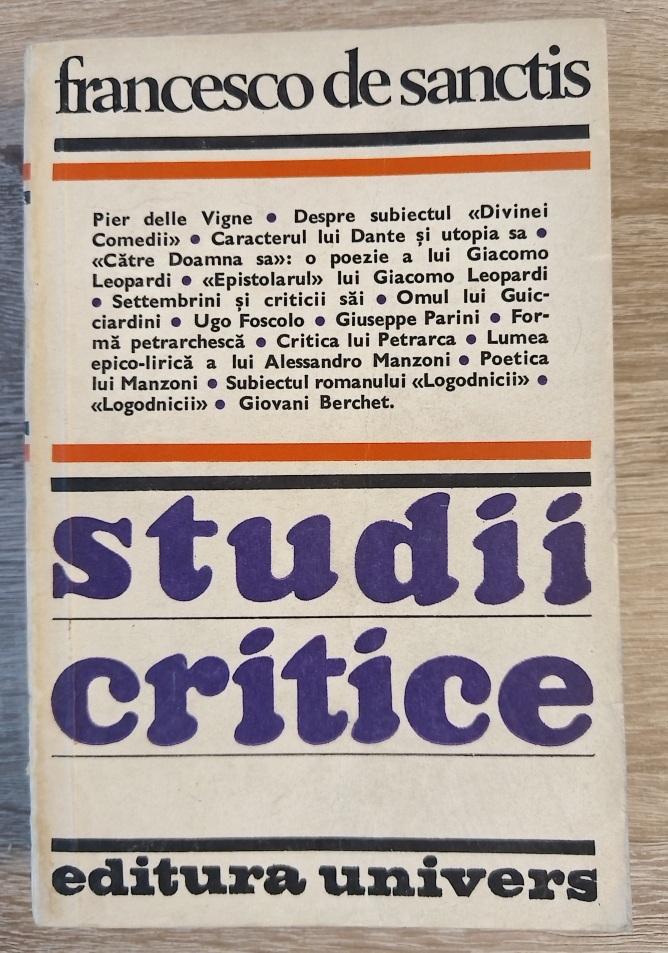 francesco de sanctis
Pier delle Vigne • Despre subiectul «Divinei
Comedii» • Caracterul lui Dante și utopia sa •
«Către Doamna sa»: o poezie a lui Giacomo
Leopardi • «Epistolarul» lui Giacomo Leopardi
• Settembrini și criticii săi • Omul lui Guic-
ciardini • Ugo Foscolo • Giuseppe Parini • For-
mă petrarchescă • Critica lui Petrarca • Lumea
epico-lirică a lui Alessandro Manzoni • Poetica
lui Manzoni • Subiectul romanului «Logodnicii» •
«Logodnicii» • Giovani Berchet.
studii
critice
editura univers